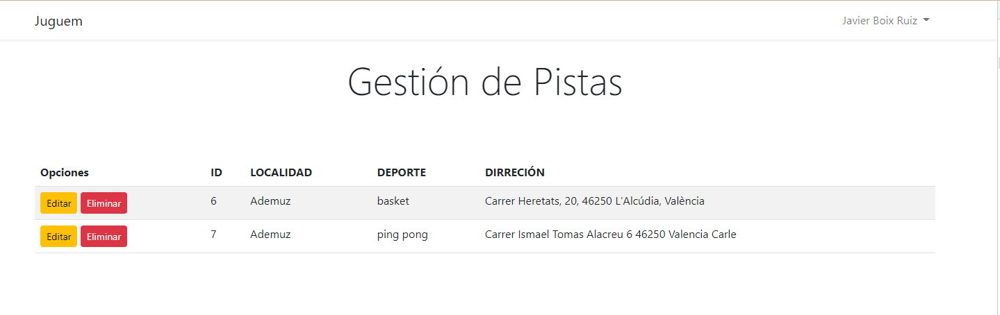 Juguem Javier Boix Ruiz
Gestión de Pistas
Opciones ID LOCALIDAD DEPORTE DIRRECIÓN
Editar Eliminar 6 Ademuz basket Carrer Heretats, 20, 46250 L'Alcúdia, València
Editar Eliminar 7 Ademuz ping pong Carrer Ismael Tomas Alacreu 6 46250 Valencia Carle